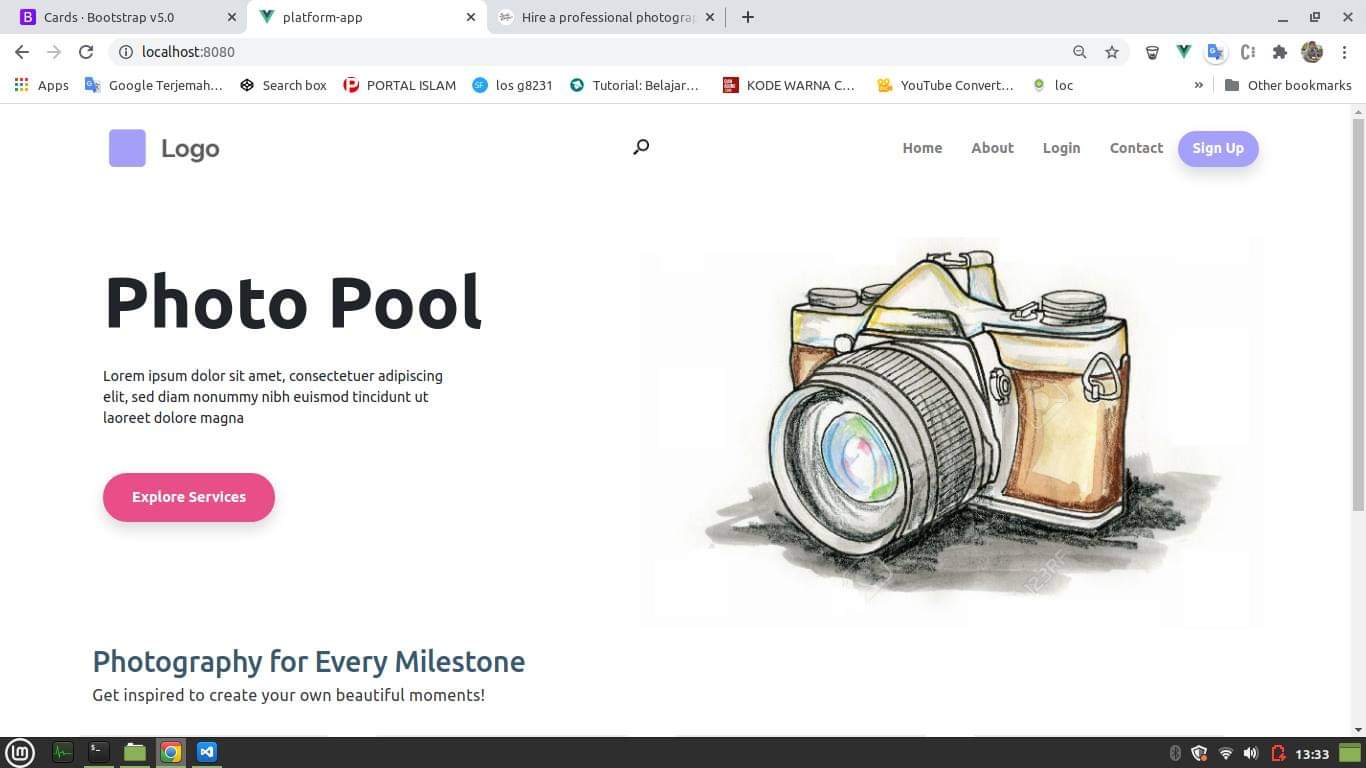 Cards · Bootstrap v5.0
platform-app
Hire a professional photogra
localhost:8080
Apps
Google Terjemah...
Search box
PORTAL ISLAM
los g8231
Tutorial: Belajar...
KODE WARNA C...
YouTube Convert...
loc
»
Other bookmarks
Logo
Home
About
Login
Contact
Sign Up
Photo Pool
Lorem ipsum dolor sit amet, consectetuer adipiscing
elit, sed diam nonummy nibh euismod tincidunt ut
laoreet dolore magna
Explore Services
123RF
Photography for Every Milestone
Get inspired to create your own beautiful moments!
13:33